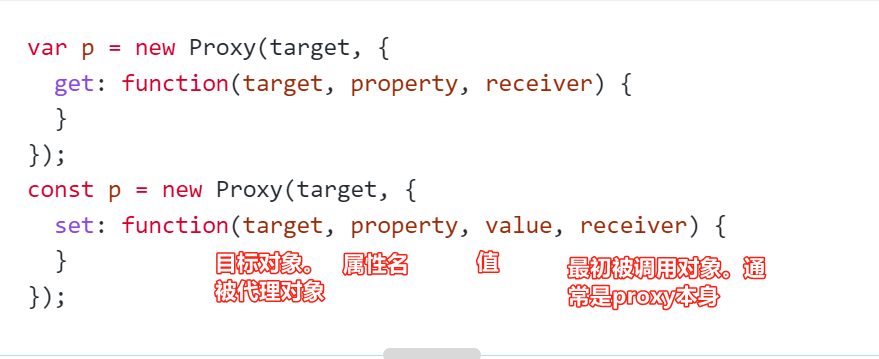 var p = new Proxy(target, {
  get: function(target, property, receiver) {
  }
});
const p = new Proxy(target, {
  set: function(target, property, value, receiver) {
  }
});
目标对象。
被代理对象
属性名
值
最初被调用对象。通
常是proxy本身